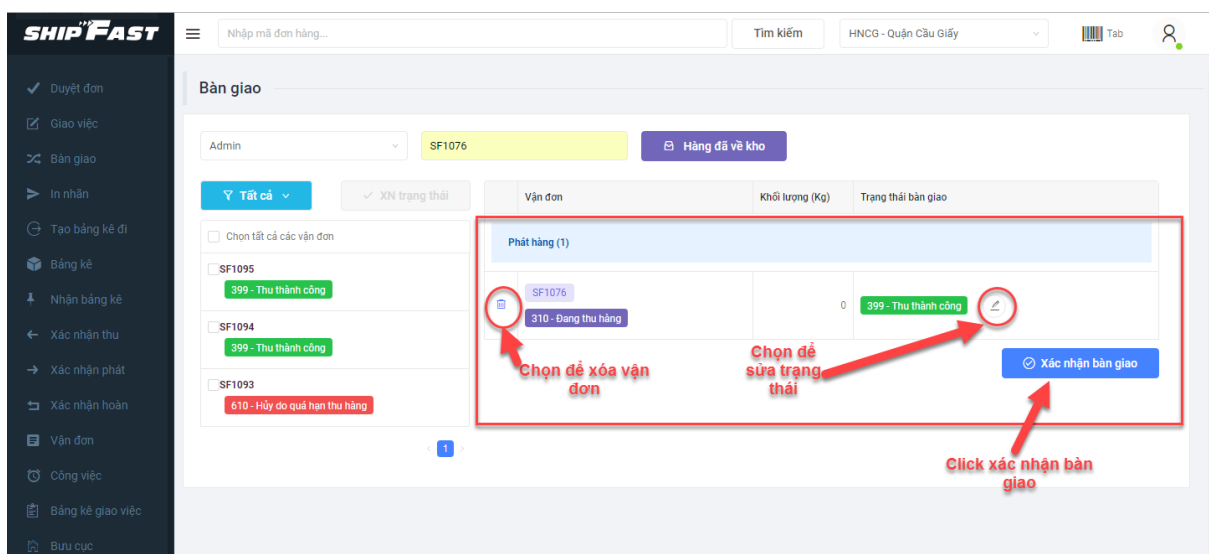 SHIP FAST
Nhập mã đơn hàng...
Tìm kiếm
HNCG - Quận Cầu Giấy
Tab
Duyệt đơn
Giao việc
Bàn giao
In nhãn
Tạo bảng kê đi
Bảng kê
Nhận bảng kê
Xác nhận thu
Xác nhận phát
Xác nhận hoàn
Vận đơn
Công việc
Bảng kê giao việc
Bưu cục
Bàn giao
Admin
SF1076
Hàng đã về kho
Tất cả
XN trạng thái
Chọn tất cả các vận đơn
SF1095
399 - Thu thành công
SF1094
399 - Thu thành công
SF1093
610 - Hủy do quá hạn thu hàng
1
Vận đơn
Khối lượng (Kg)
Trạng thái bàn giao
Phát hàng (1)
SF1076
310 - Đang thu hàng
0
399 - Thu thành công
Chọn để xóa vận
đơn
Chọn để
sửa trạng
thái
Xác nhận bàn giao
Click xác nhận bàn
giao